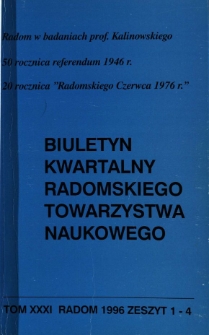 Radom w badaniach prof. Kalinowskiego
50 rocznica referendum 1946 r.
20 rocznica "Radomskiego Czerwca 1976 r."
BIULETYN
KWARTALNY
RADOMSKIEGO
TOWARZYSTWA
NAUKOWEGO
TOM XXXI RADOM 1996 ZESZYT 1 - 4